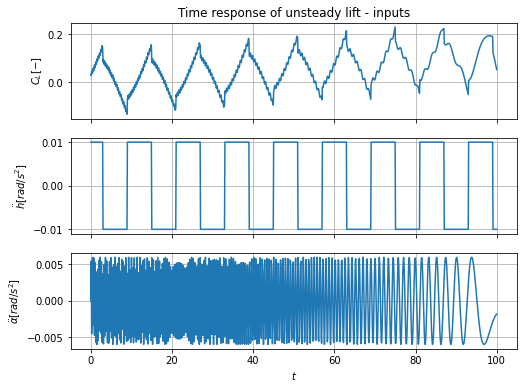 Time response of unsteady lift - inputs
C_L [−]
0.2
0.0
ḧ[rad/s²]
0.01
0.00
−0.01
α̈[rad/s²]
0.005
0.000
−0.005
0 20 40 60 80 100
t